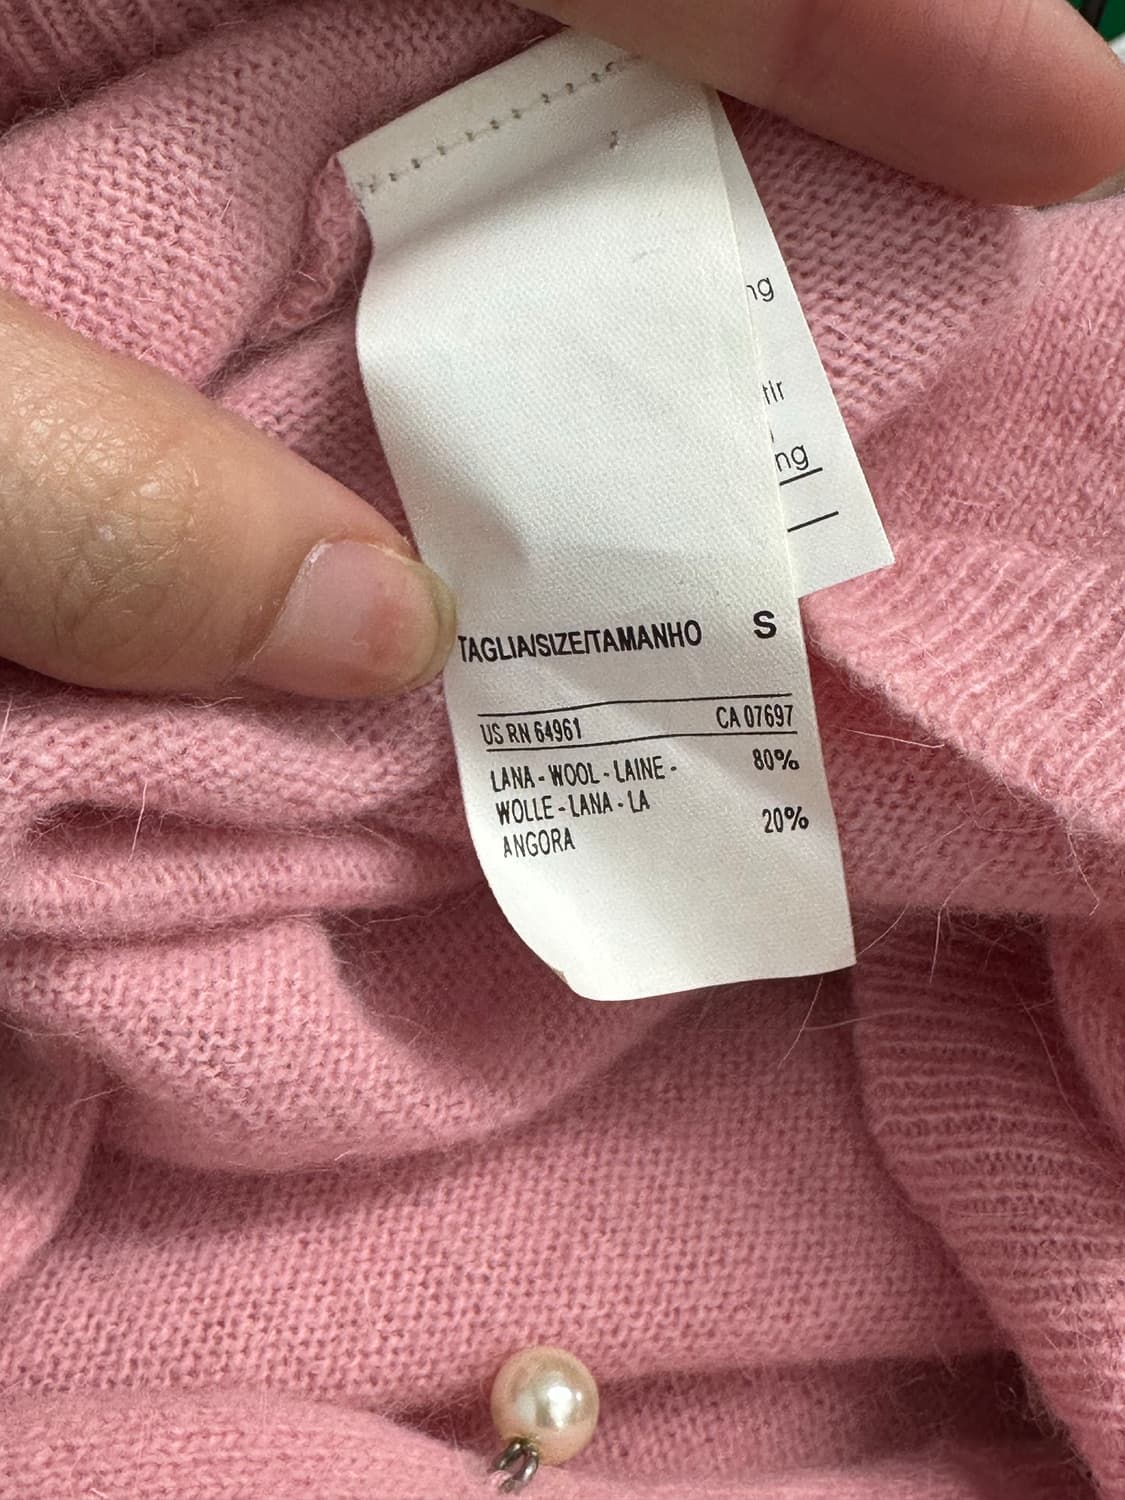 TAGLIA/SIZE/TAMANHO S
US RN 64961 CA 07697
LANA - WOOL - LAINE - 80%
WOLLE - LANA - LA
ANGORA 20%